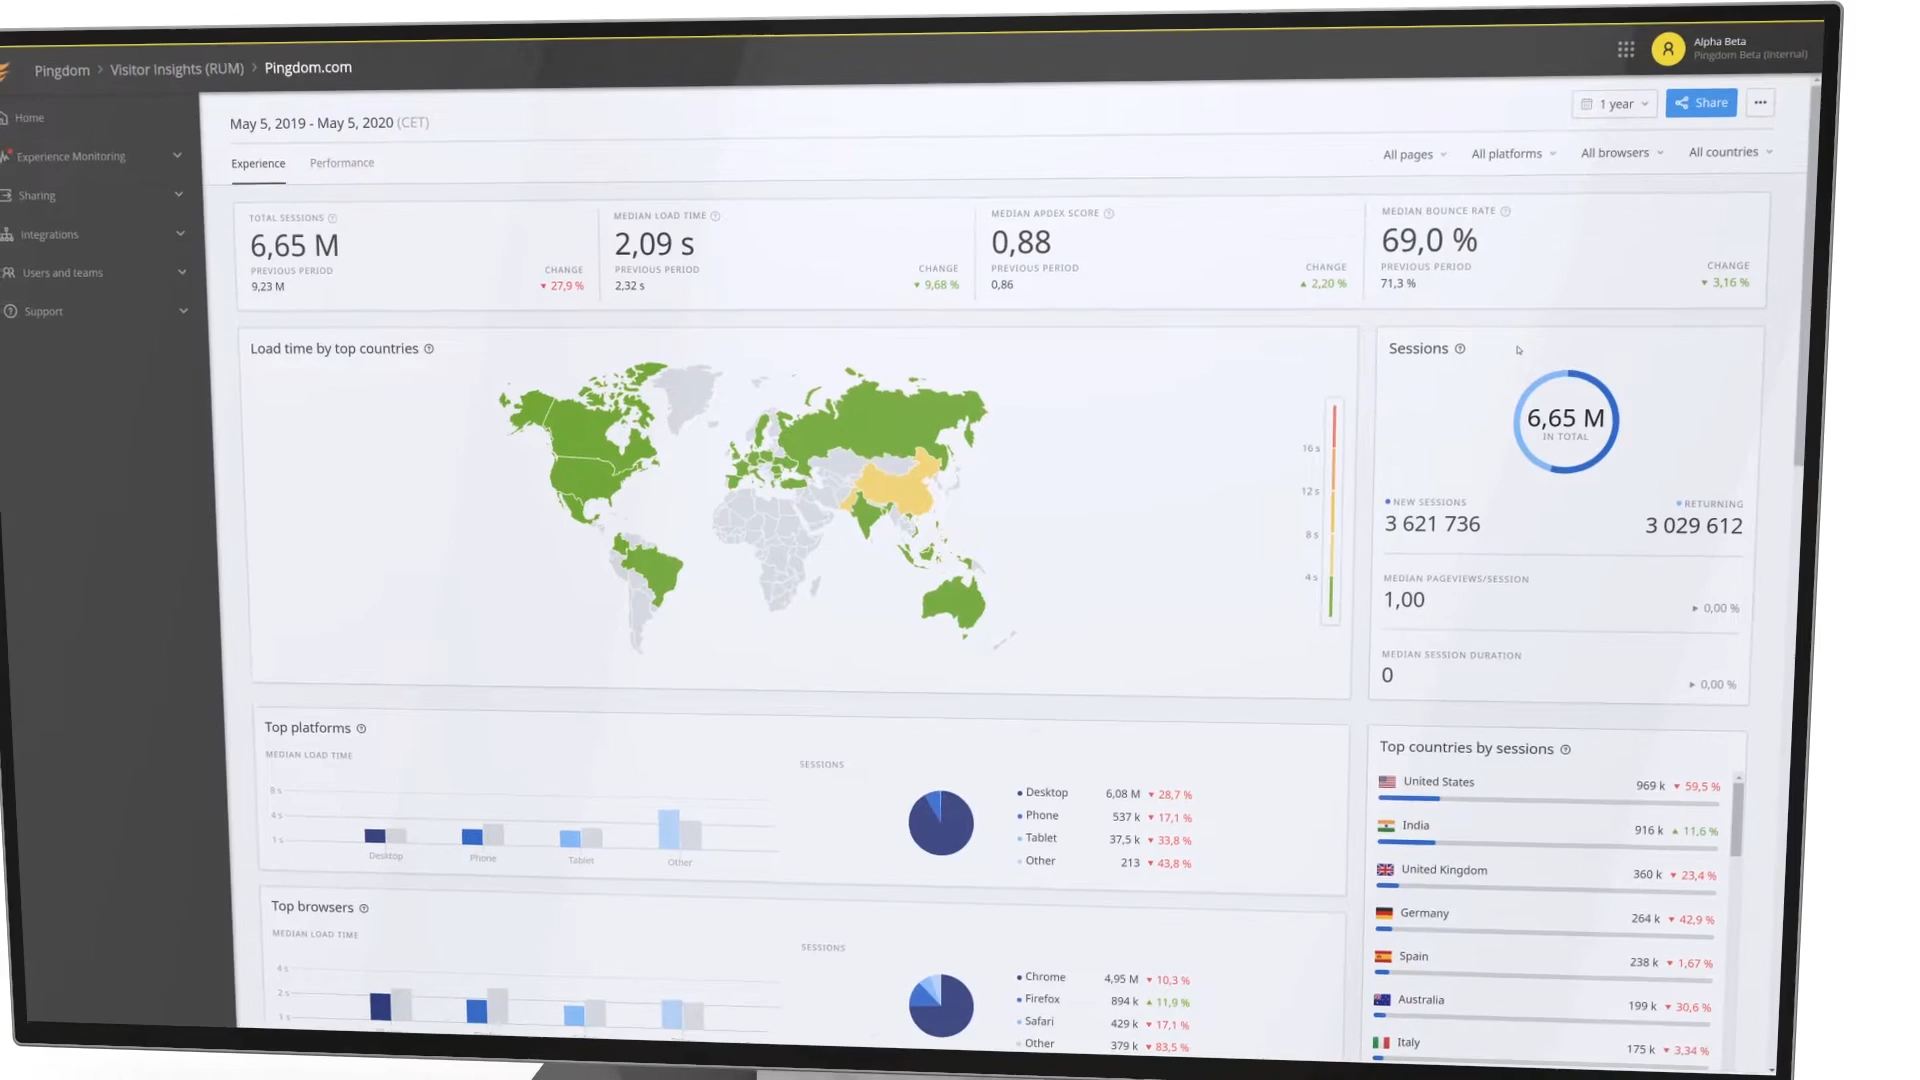 Pingdom > Visitor Insights (RUM) > Pingdom.com
Alpha Beta
Pingdom Beta (Internal)
Home
Experience Monitoring
Sharing
Integrations
Users and teams
Support
May 5, 2019 - May 5, 2020 (CET)
1 year
Share
Experience
Performance
All pages
All platforms
All browsers
All countries
TOTAL SESSIONS
6,65 M
PREVIOUS PERIOD
9,23 M
CHANGE
27,9 %
MEDIAN LOAD TIME
2,09 s
PREVIOUS PERIOD
2,32 s
CHANGE
9,68 %
MEDIAN APDEX SCORE
0,88
PREVIOUS PERIOD
0,86
CHANGE
2,20 %
MEDIAN BOUNCE RATE
69,0 %
PREVIOUS PERIOD
71,3 %
CHANGE
3,16 %
Load time by top countries
16 s
12 s
8 s
4 s
Sessions
6,65 M
IN TOTAL
NEW SESSIONS
3 621 736
RETURNING
3 029 612
MEDIAN PAGEVIEWS/SESSION
1,00
0,00 %
MEDIAN SESSION DURATION
0
0,00 %
Top platforms
MEDIAN LOAD TIME
8 s
4 s
1 s
Desktop
Phone
Tablet
Other
SESSIONS
Desktop 6,08 M 28,7 %
Phone 537 k 17,1 %
Tablet 37,5 k 33,8 %
Other 213 43,8 %
Top browsers
MEDIAN LOAD TIME
4 s
2 s
1 s
SESSIONS
Chrome 4,95 M 10,3 %
Firefox 894 k 11,9 %
Safari 429 k 17,1 %
Other 379 k 83,5 %
Top countries by sessions
United States 969 k 59,5 %
India 916 k 11,6 %
United Kingdom 360 k 23,4 %
Germany 264 k 42,9 %
Spain 238 k 1,67 %
Australia 199 k 30,6 %
Italy 175 k 3,34 %